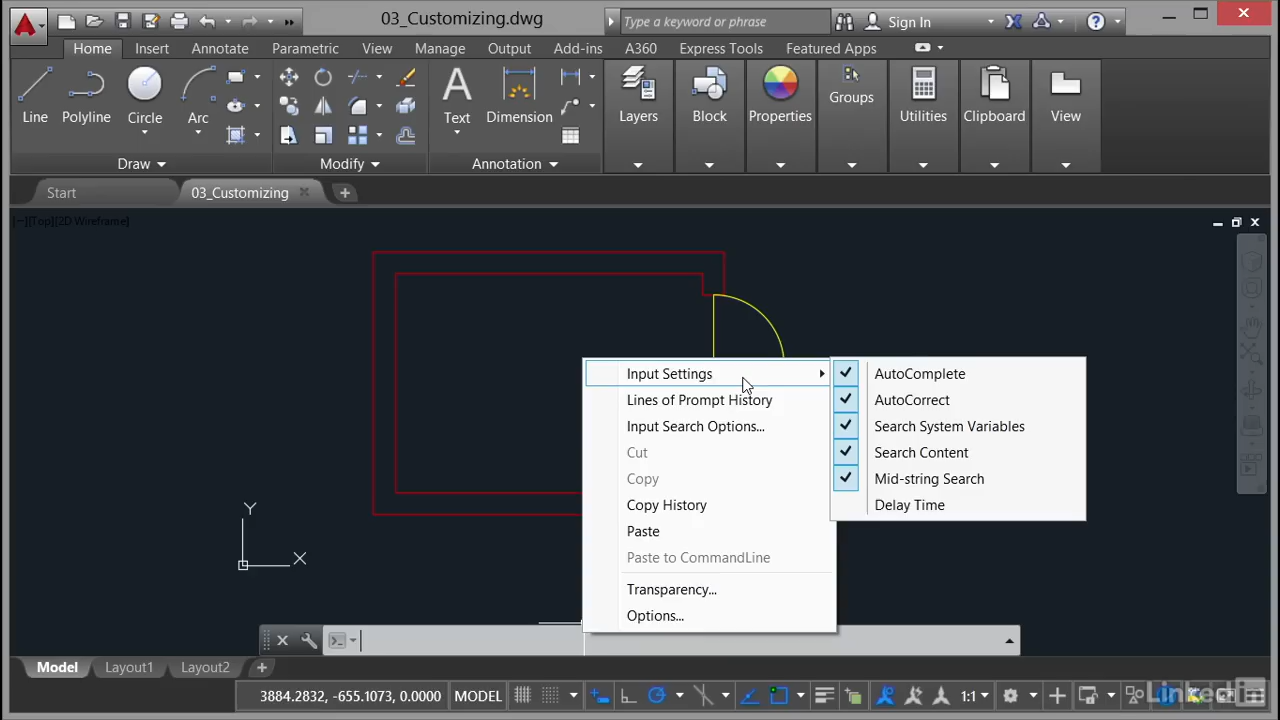 03_Customizing.dwg
Type a keyword or phrase
Sign In
Home Insert Annotate Parametric View Manage Output Add-ins A360 Express Tools Featured Apps
Line Polyline Circle Arc Text Dimension Layers Block Properties Groups Utilities Clipboard View
Draw Modify Annotation
Start 03_Customizing
[−][Top][2D Wireframe]
Input Settings
Lines of Prompt History
Input Search Options...
Cut
Copy
Copy History
Paste
Paste to CommandLine
Transparency...
Options...
AutoComplete
AutoCorrect
Search System Variables
Search Content
Mid-string Search
Delay Time
Y
X
Model Layout1 Layout2
3884.2832, -655.1073, 0.0000 MODEL 1:1
LinkedIn